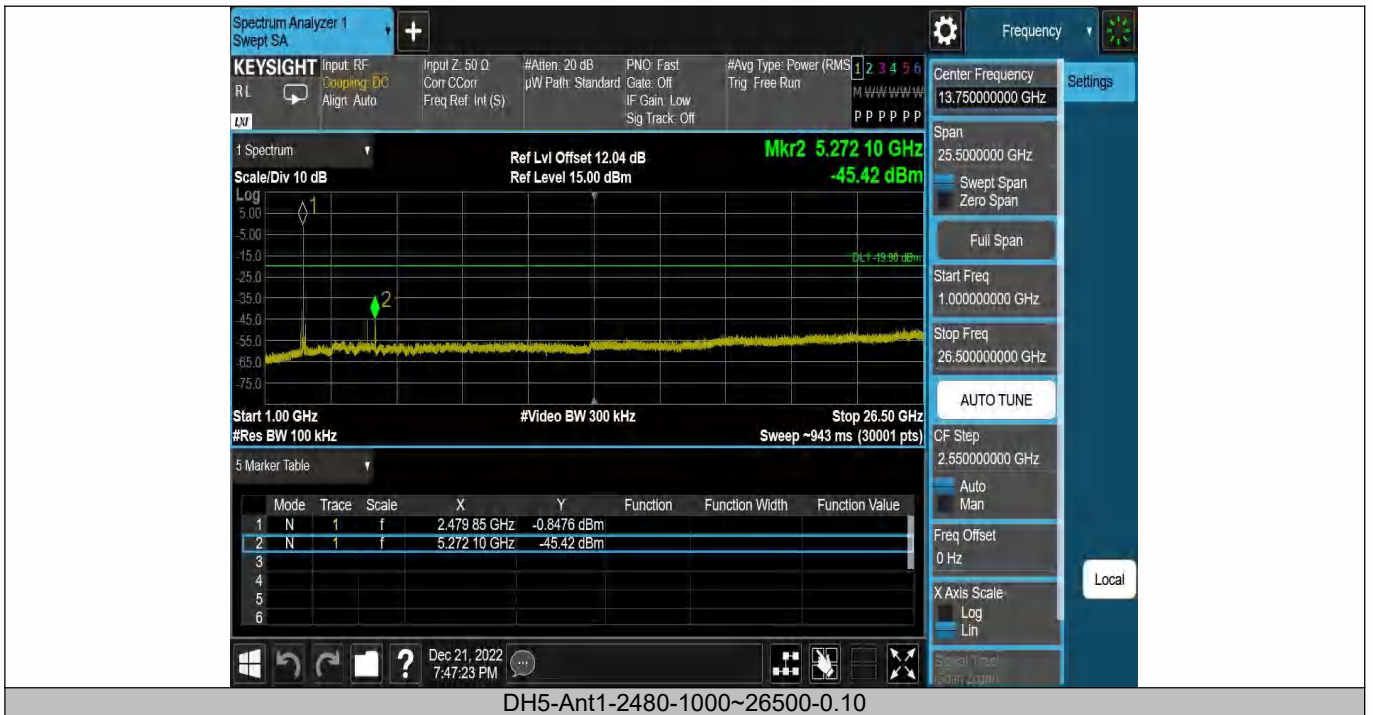 Spectrum Analyzer 1
Swept SA
+
Frequency
KEYSIGHT
RL
LXI
Input: RF
Coupling: DC
Align: Auto
Input Z: 50 Ω
Corr CCorr
Freq Ref: Int (S)
#Atten: 20 dB
µW Path: Standard
PNO: Fast
Gate: Off
IF Gain: Low
Sig Track: Off
#Avg Type: Power (RMS
Trig: Free Run
1 2 3 4 5 6
M W W W W W
P P P P P P
1 Spectrum
Scale/Div 10 dB
Ref Lvl Offset 12.04 dB
Ref Level 15.00 dBm
Mkr2 5.272 10 GHz
-45.42 dBm
Log
5.00
-5.00
-15.0
-25.0
-35.0
-45.0
-55.0
-65.0
-75.0
1
2
DL1 -19.90 dBm
Start 1.00 GHz
#Res BW 100 kHz
#Video BW 300 kHz
Stop 26.50 GHz
Sweep ~943 ms (30001 pts)
5 Marker Table
Mode Trace Scale X Y Function Function Width Function Value
1 N 1 f 2.479 85 GHz -0.8476 dBm
2 N 1 f 5.272 10 GHz -45.42 dBm
3
4
5
6
Dec 21, 2022
7:47:23 PM
Center Frequency
13.750000000 GHz
Settings
Span
25.5000000 GHz
Swept Span
Zero Span
Full Span
Start Freq
1.000000000 GHz
Stop Freq
26.500000000 GHz
AUTO TUNE
CF Step
2.550000000 GHz
Auto
Man
Freq Offset
0 Hz
X Axis Scale
Log
Lin
Local
Signal Track
(Span Zoom)
DH5-Ant1-2480-1000~26500-0.10